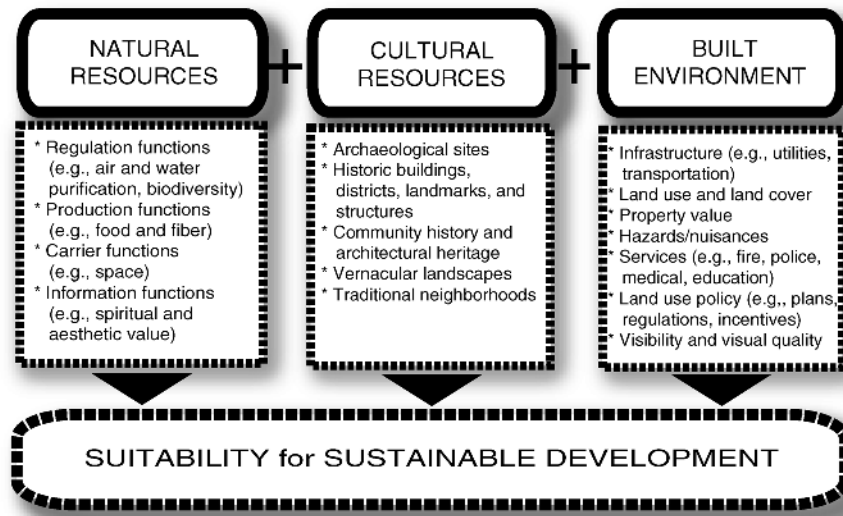 NATURAL
RESOURCES
+
CULTURAL
RESOURCES
+
BUILT
ENVIRONMENT
* Regulation functions
(e.g., air and water
purification, biodiversity)
* Production functions
(e.g., food and fiber)
* Carrier functions
(e.g., space)
* Information functions
(e.g., spiritual and
aesthetic value)
* Archaeological sites
* Historic buildings,
districts, landmarks, and
structures
* Community history and
architectural heritage
* Vernacular landscapes
* Traditional neighborhoods
* Infrastructure (e.g., utilities,
transportation)
* Land use and land cover
* Property value
* Hazards/nuisances
* Services (e.g., fire, police,
medical, education)
* Land use policy (e.g,, plans,
regulations, incentives)
* Visibility and visual quality
SUITABILITY for SUSTAINABLE DEVELOPMENT